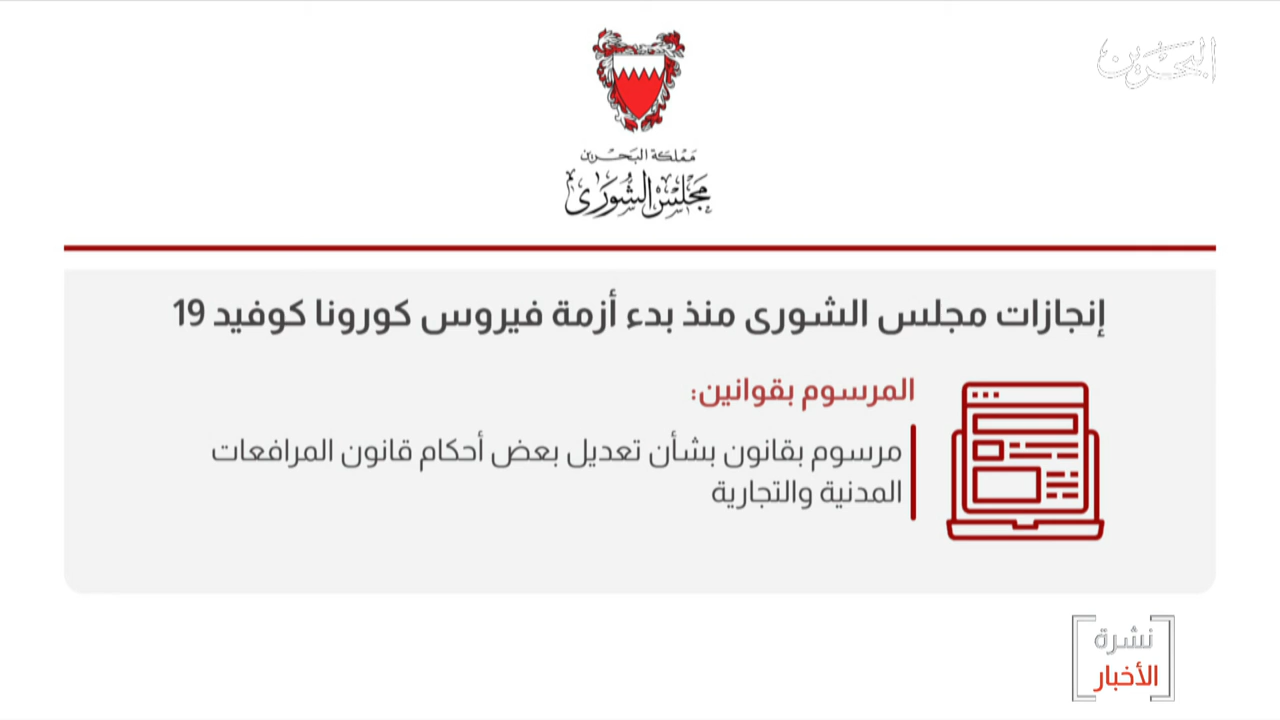 البحرين
مملكة البحرين
مجلس الشورى
إنجازات مجلس الشورى منذ بدء أزمة فيروس كورونا كوفيد 19
المرسوم بقوانين:
مرسوم بقانون بشأن تعديل بعض أحكام قانون المرافعات
المدنية والتجارية
نشرة
الأخبار